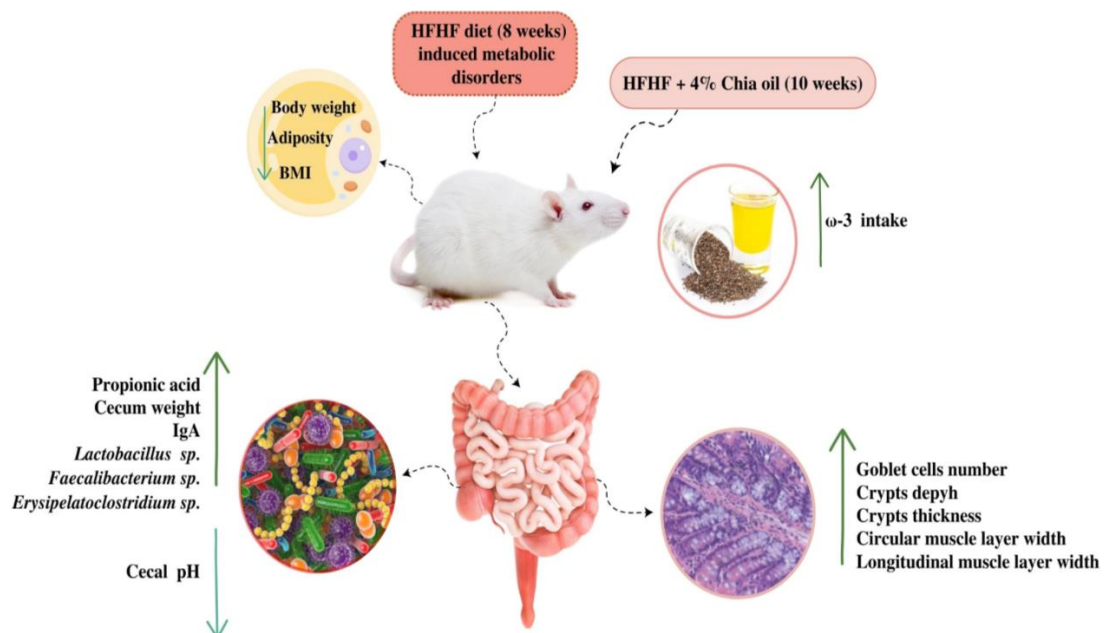 HFHF diet (8 weeks)
induced metabolic
disorders
HFHF + 4% Chia oil (10 weeks)
Body weight
Adiposity
BMI
ω-3 intake
Propionic acid
Cecum weight
IgA
Lactobacillus sp.
Faecalibacterium sp.
Erysipelatoclostridium sp.
Cecal pH
Goblet cells number
Crypts depyh
Crypts thickness
Circular muscle layer width
Longitudinal muscle layer width